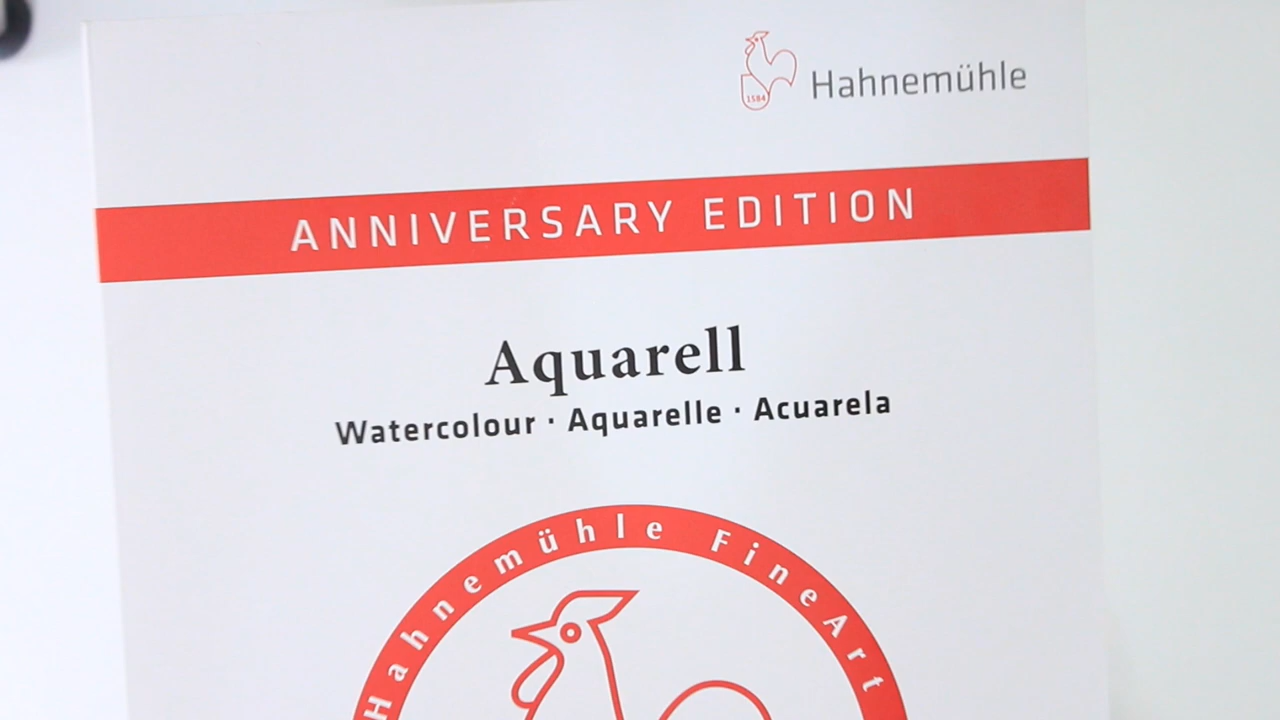 1584
Hahnemühle
ANNIVERSARY EDITION
Aquarell
Watercolour · Aquarelle · Acuarela
Hahnemühle FineArt